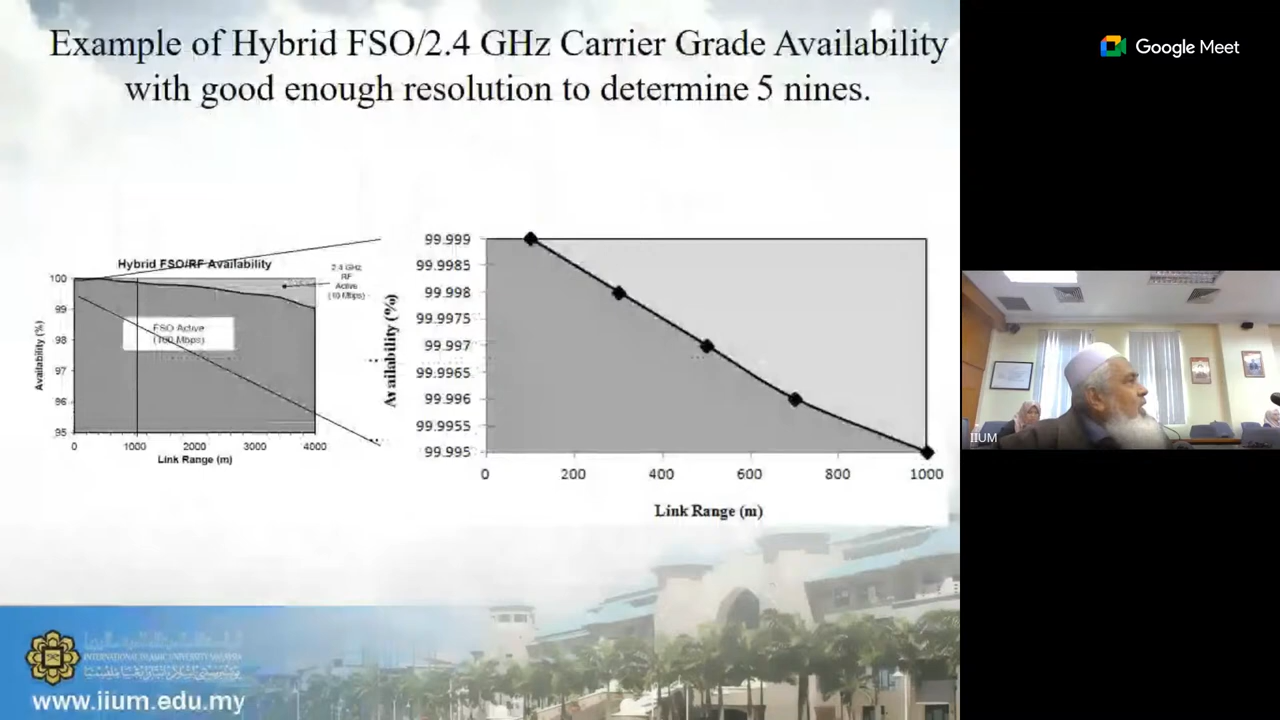 Example of Hybrid FSO/2.4 GHz Carrier Grade Availability
with good enough resolution to determine 5 nines.
Google Meet
Hybrid FSO/RF Availability
100
99
98
97
96
95
Availability (%)
FSO Active
(100 Mbps)
2.4 GHz
RF
Active
(10 Mbps)
0
1000
2000
3000
4000
Link Range (m)
Availability (%)
99.999
99.9985
99.998
99.9975
99.997
99.9965
99.996
99.9955
99.995
0
200
400
600
800
1000
Link Range (m)
IIUM
INTERNATIONAL ISLAMIC UNIVERSITY MALAYSIA
www.iium.edu.my